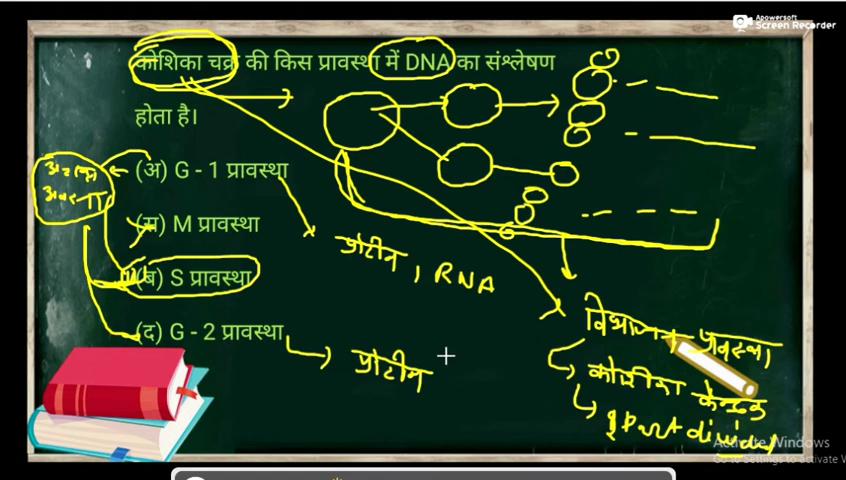 Apowersoft
Screen Recorder
कोशिका चक्र की किस प्रावस्था में DNA का संश्लेषण
होता है।
(अ) G - 1 प्रावस्था
(स) M प्रावस्था
(ब) S प्रावस्था
(द) G - 2 प्रावस्था
प्रोटीन, RNA
प्रोटीन
विभाजन प्रावस्था
कोशिका केन्द्रक
Activate Windows
Go to Settings to activate W